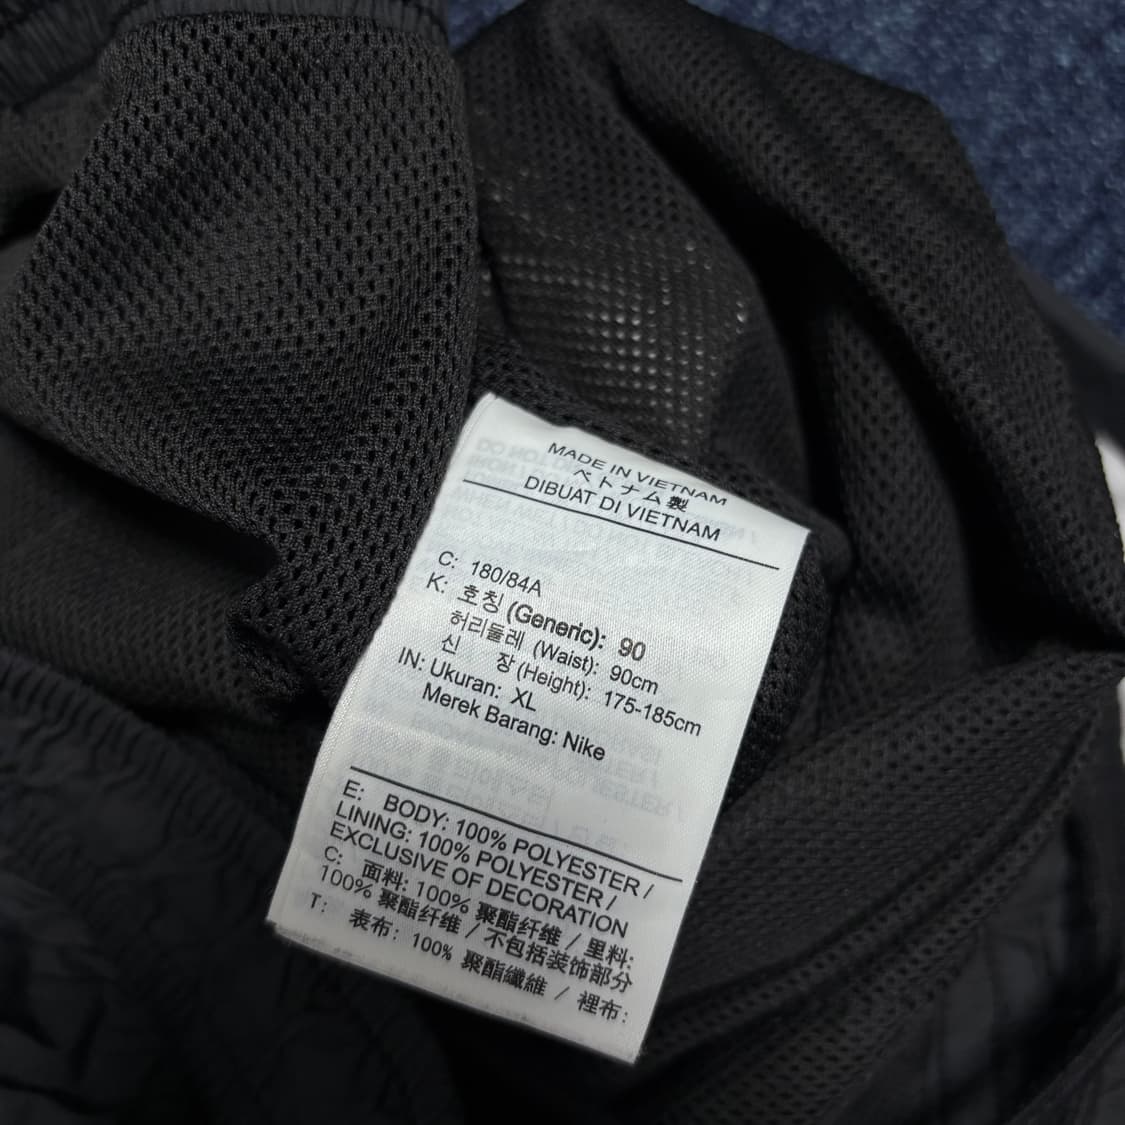 MADE IN VIETNAM
ベトナム製
DIBUAT DI VIETNAM
C: 180/84A
K: 호칭 (Generic): 90
허리둘레 (Waist): 90cm
신 장 (Height): 175-185cm
IN: Ukuran: XL
Merek Barang: Nike
E: BODY: 100% POLYESTER /
LINING: 100% POLYESTER /
EXCLUSIVE OF DECORATION
C: 面料: 100% 聚酯纤维 / 里料:
100% 聚酯纤维 / 不包括装饰部分
T: 表布: 100% 聚酯纖維 / 裡布: